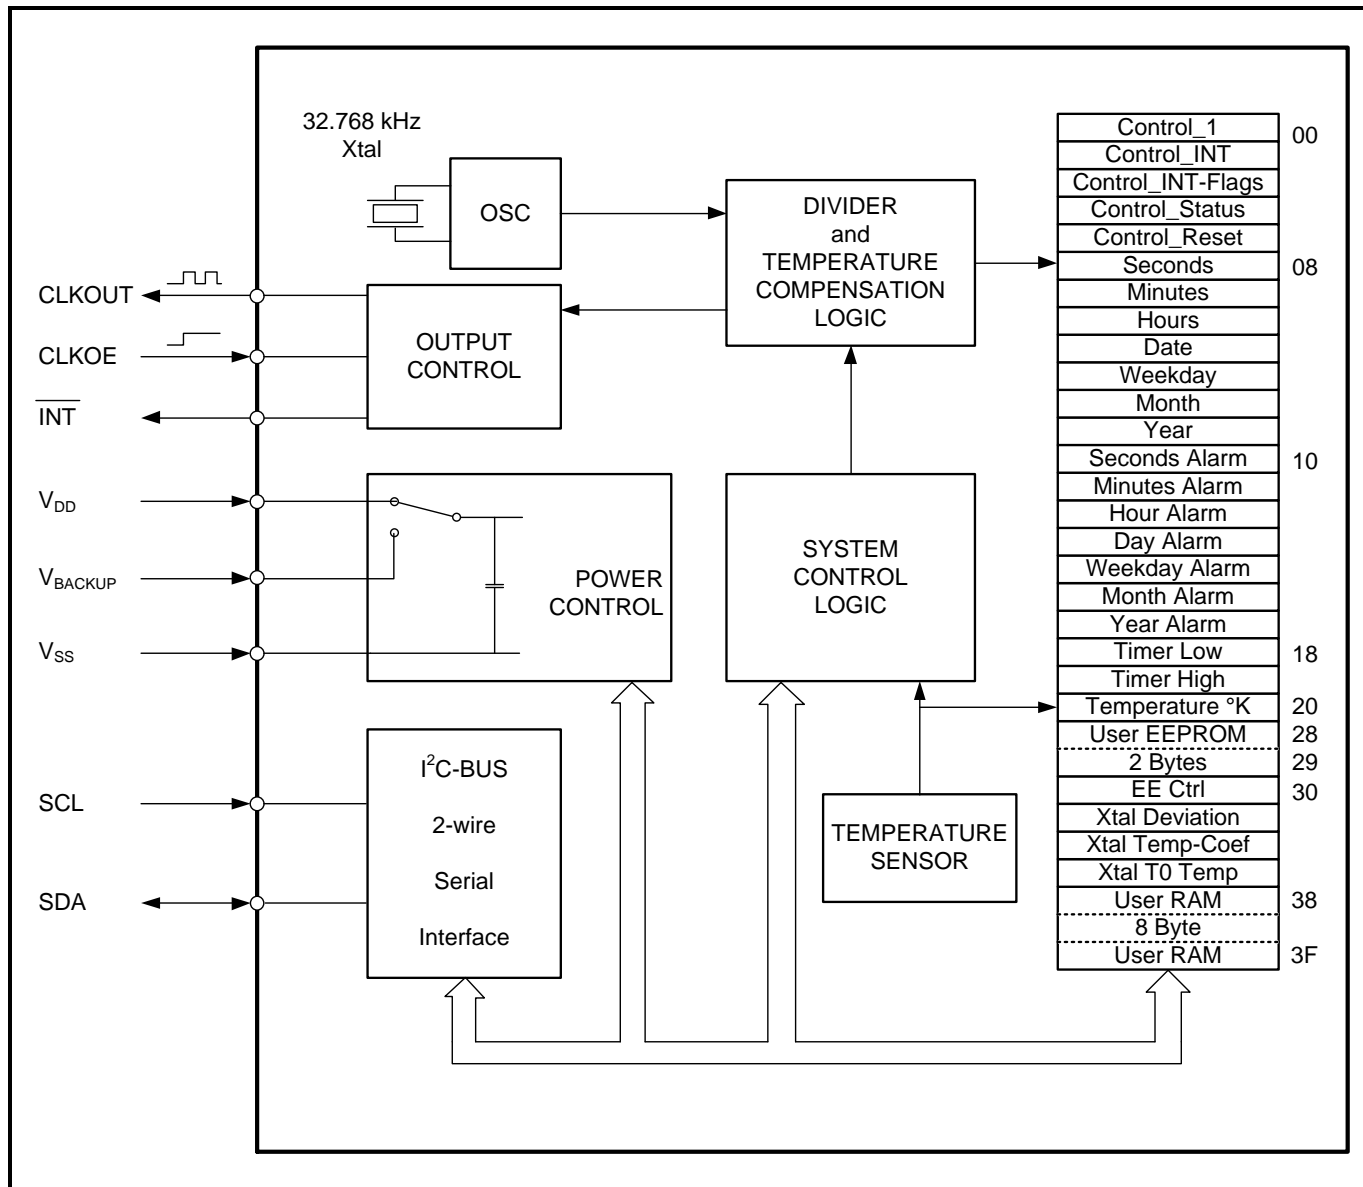 32.768 kHz
Xtal
OSC
DIVIDER
and
TEMPERATURE
COMPENSATION
LOGIC
CLKOUT
CLKOE
INT
OUTPUT
CONTROL
V_DD
V_BACKUP
V_SS
POWER
CONTROL
SYSTEM
CONTROL
LOGIC
SCL
SDA
I²C-BUS
2-wire
Serial
Interface
TEMPERATURE
SENSOR
Control_1 00
Control_INT
Control_INT-Flags
Control_Status
Control_Reset
Seconds 08
Minutes
Hours
Date
Weekday
Month
Year
Seconds Alarm 10
Minutes Alarm
Hour Alarm
Day Alarm
Weekday Alarm
Month Alarm
Year Alarm
Timer Low 18
Timer High
Temperature °K 20
User EEPROM 28
2 Bytes 29
EE Ctrl 30
Xtal Deviation
Xtal Temp-Coef
Xtal T0 Temp
User RAM 38
8 Byte
User RAM 3F